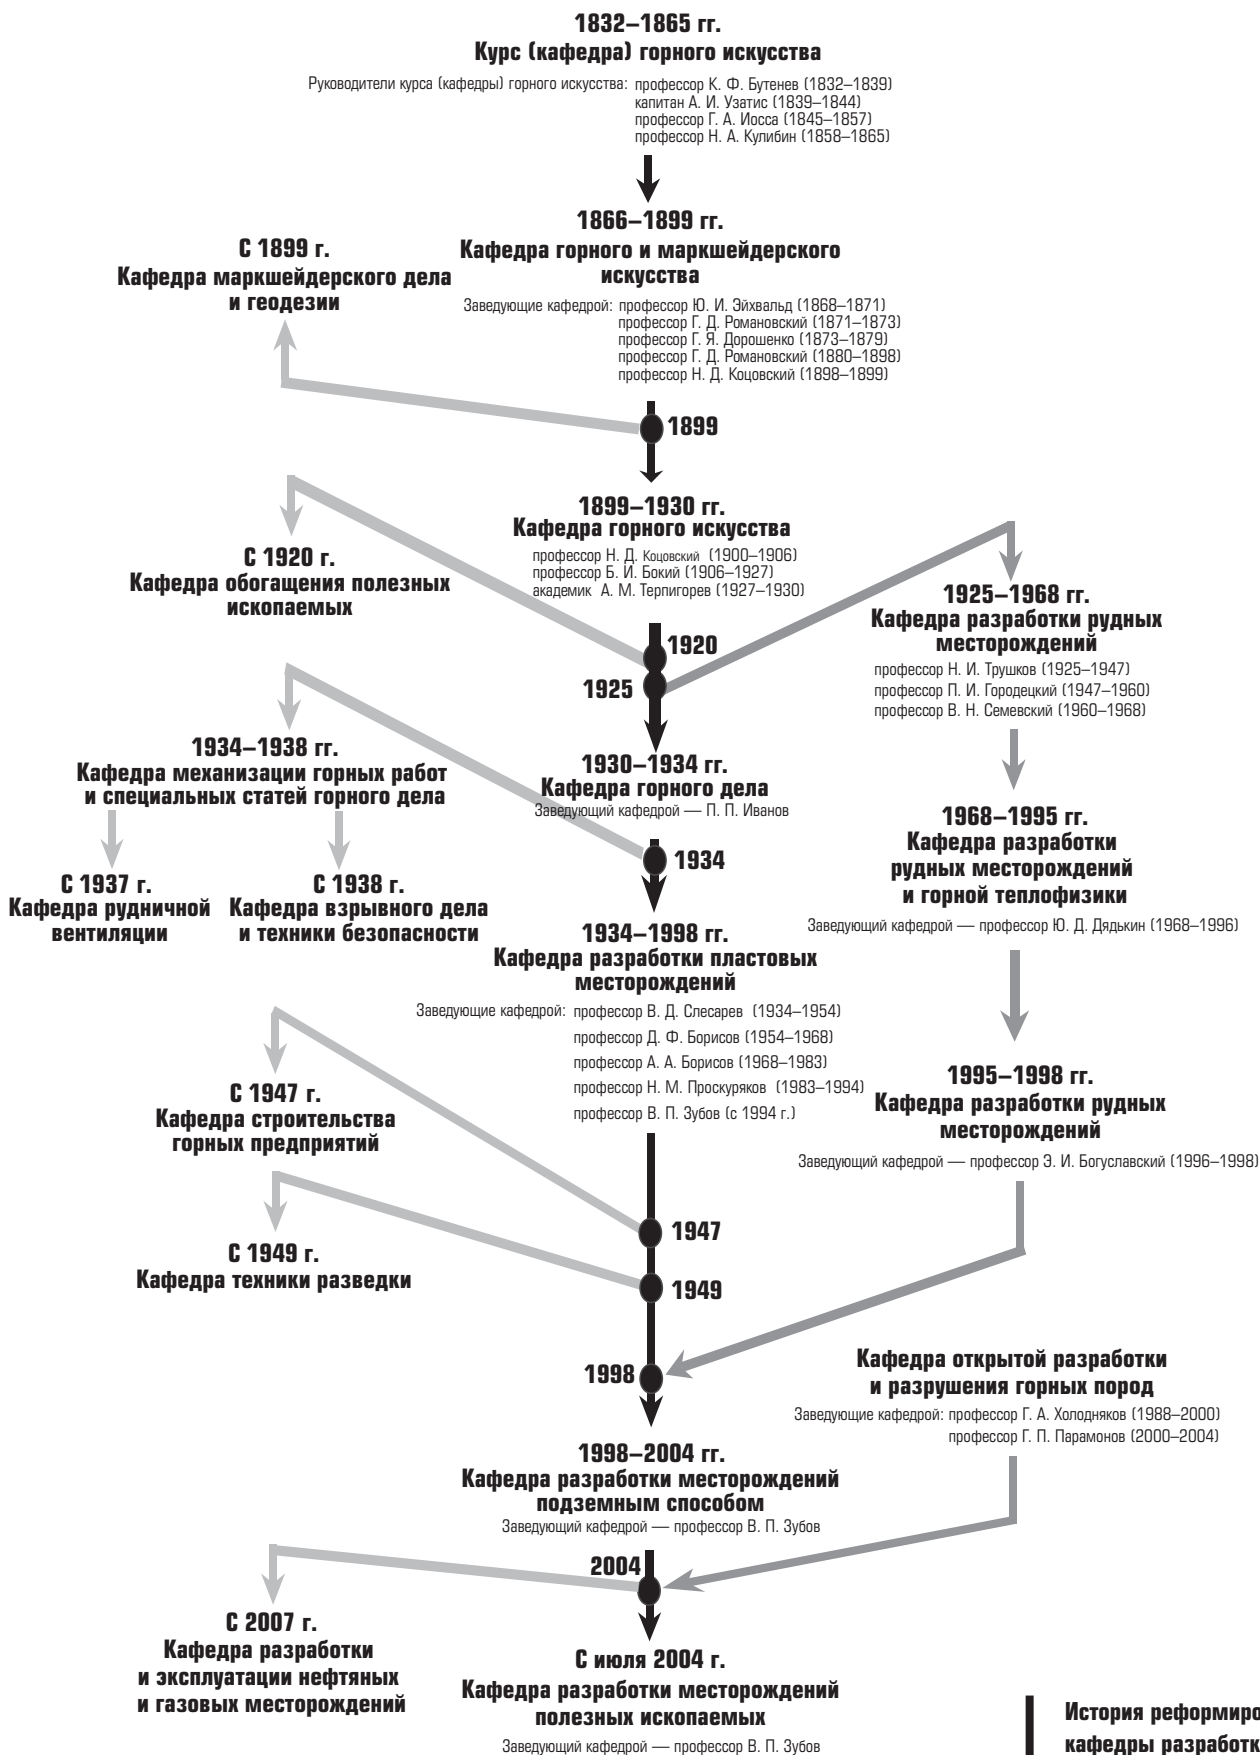 1832–1865 гг.
Курс (кафедра) горного искусства
Руководители курса (кафедры) горного искусства: профессор К. Ф. Бутенев (1832–1839)
капитан А. И. Узатис (1839–1844)
профессор Г. А. Иосса (1845–1857)
профессор Н. А. Кулибин (1858–1865)
1866–1899 гг.
Кафедра горного и маркшейдерского
искусства
Заведующие кафедрой: профессор Ю. И. Эйхвальд (1868–1871)
профессор Г. Д. Романовский (1871–1873)
профессор Г. Я. Дорошенко (1873–1879)
профессор Г. Д. Романовский (1880–1898)
профессор Н. Д. Коцовский (1898–1899)
С 1899 г.
Кафедра маркшейдерского дела
и геодезии
1899
1899–1930 гг.
Кафедра горного искусства
профессор Н. Д. Коцовский (1900–1906)
профессор Б. И. Бокий (1906–1927)
академик А. М. Терпигорев (1927–1930)
С 1920 г.
Кафедра обогащения полезных
ископаемых
1920
1925
1925–1968 гг.
Кафедра разработки рудных
месторождений
профессор Н. И. Трушков (1925–1947)
профессор П. И. Городецкий (1947–1960)
профессор В. Н. Семевский (1960–1968)
1934–1938 гг.
Кафедра механизации горных работ
и специальных статей горного дела
1930–1934 гг.
Кафедра горного дела
Заведующий кафедрой — П. П. Иванов
1934
1968–1995 гг.
Кафедра разработки
рудных месторождений
и горной теплофизики
Заведующий кафедрой — профессор Ю. Д. Дядькин (1968–1996)
С 1937 г.
Кафедра рудничной
вентиляции
С 1938 г.
Кафедра взрывного дела
и техники безопасности
1934–1998 гг.
Кафедра разработки пластовых
месторождений
Заведующие кафедрой: профессор В. Д. Слесарев (1934–1954)
профессор Д. Ф. Борисов (1954–1968)
профессор А. А. Борисов (1968–1983)
профессор Н. М. Проскуряков (1983–1994)
профессор В. П. Зубов (с 1994 г.)
С 1947 г.
Кафедра строительства
горных предприятий
1995–1998 гг.
Кафедра разработки рудных
месторождений
Заведующий кафедрой — профессор Э. И. Богуславский (1996–1998)
1947
С 1949 г.
Кафедра техники разведки
1949
1998
Кафедра открытой разработки
и разрушения горных пород
Заведующие кафедрой: профессор Г. А. Холодняков (1988–2000)
профессор Г. П. Парамонов (2000–2004)
1998–2004 гг.
Кафедра разработки месторождений
подземным способом
Заведующий кафедрой — профессор В. П. Зубов
2004
С 2007 г.
Кафедра разработки
и эксплуатации нефтяных
и газовых месторождений
С июля 2004 г.
Кафедра разработки месторождений
полезных ископаемых
Заведующий кафедрой — профессор В. П. Зубов
История реформиро
кафедры разработк